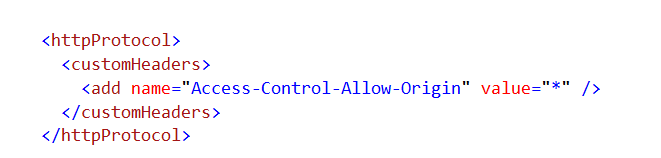 <httpProtocol>
<customHeaders>
<add name="Access-Control-Allow-Origin" value="*" />
</customHeaders>
</httpProtocol>